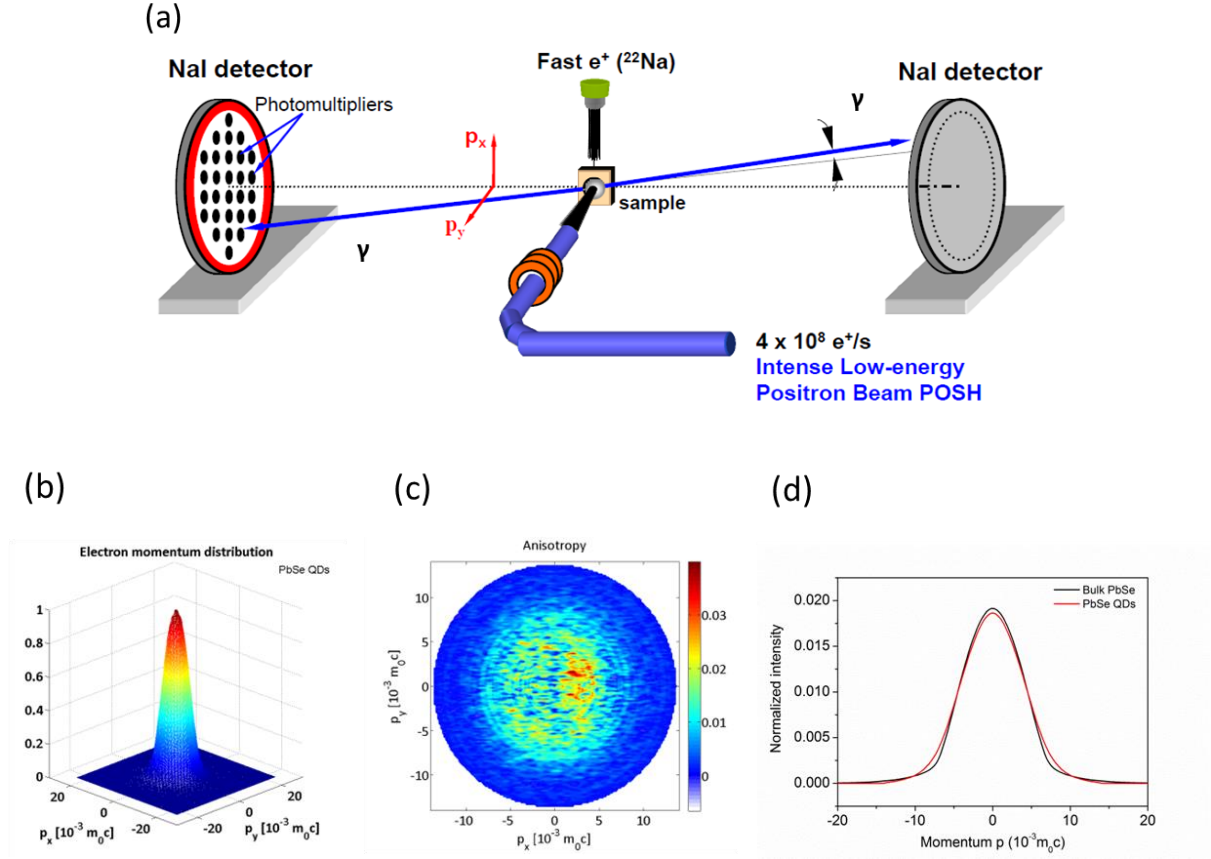 (a)
NaI detector
Photomultipliers
Fast e⁺ (²²Na)
NaI detector
γ
pₓ
p_y
sample
γ
4 x 10⁸ e⁺/s
Intense Low-energy
Positron Beam POSH
(b)
Electron momentum distribution
PbSe QDs
1
0.8
0.6
0.4
0.2
0
20
0
-20
pₓ [10⁻³ m₀c]
20
0
-20
p_y [10⁻³ m₀c]
(c)
Anisotropy
10
5
0
-5
-10
p_y [10⁻³ m₀c]
-10
-5
0
5
10
pₓ [10⁻³ m₀c]
0.03
0.02
0.01
0
(d)
Bulk PbSe
PbSe QDs
0.020
0.015
0.010
0.005
0.000
Normalized intensity
-20
-10
0
10
20
Momentum p (10⁻³m₀c)